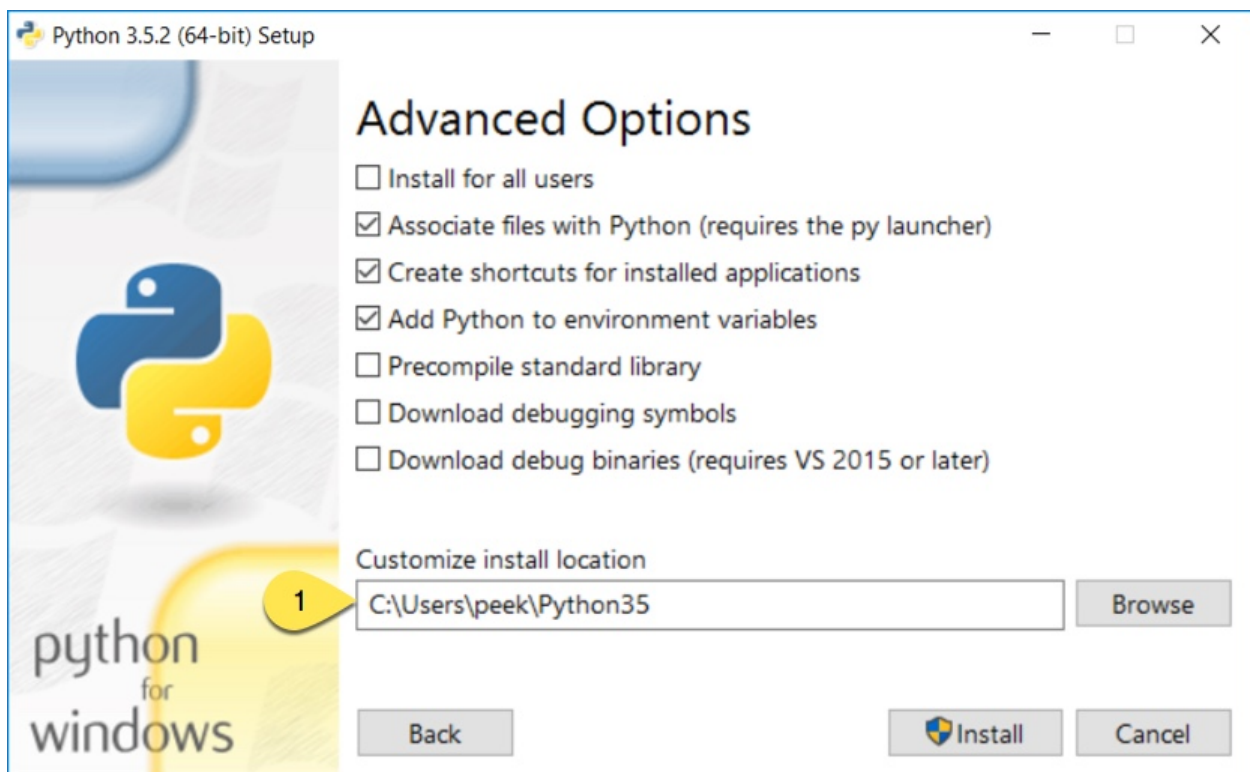 Python 3.5.2 (64-bit) Setup
Advanced Options
Install for all users
Associate files with Python (requires the py launcher)
Create shortcuts for installed applications
Add Python to environment variables
Precompile standard library
Download debugging symbols
Download debug binaries (requires VS 2015 or later)
Customize install location
1
C:\Users\peek\Python35
Browse
python
for
windows
Back
Install
Cancel